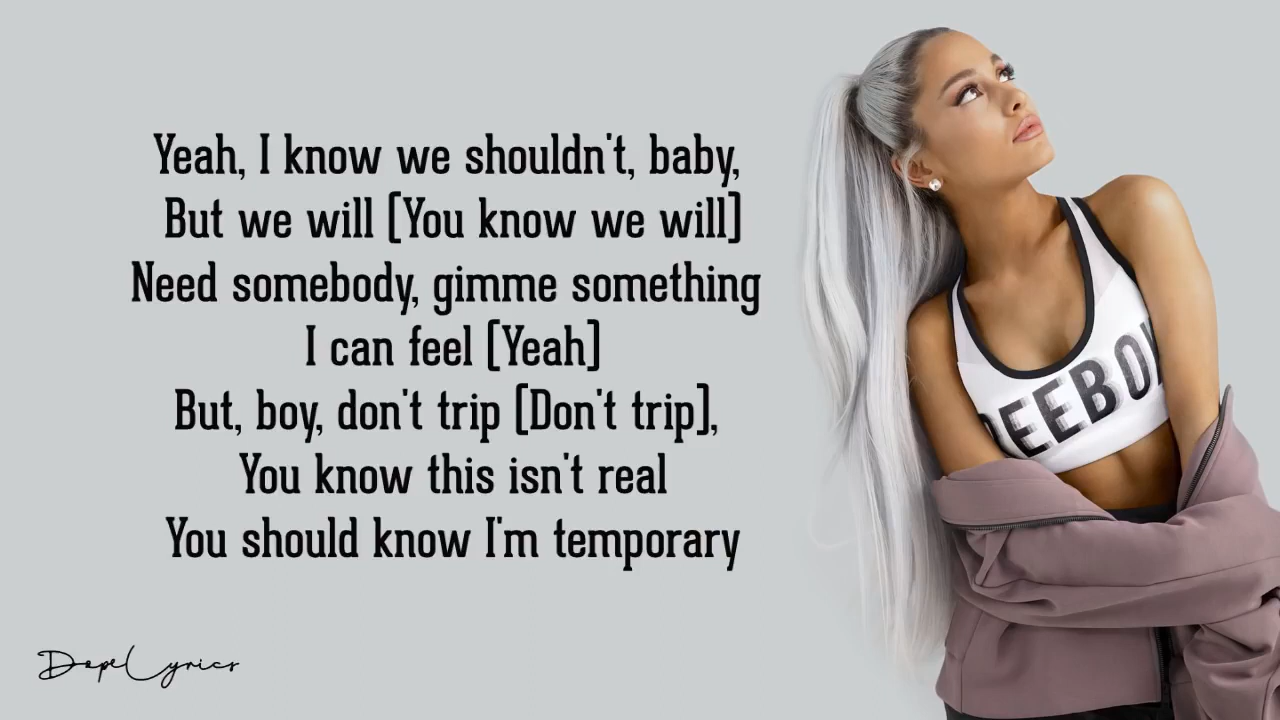 Yeah, I know we shouldn't, baby,
But we will [You know we will]
Need somebody, gimme something
I can feel [Yeah]
But, boy, don't trip [Don't trip],
You know this isn't real
You should know I'm temporary
REEBOK
DopeLyrics